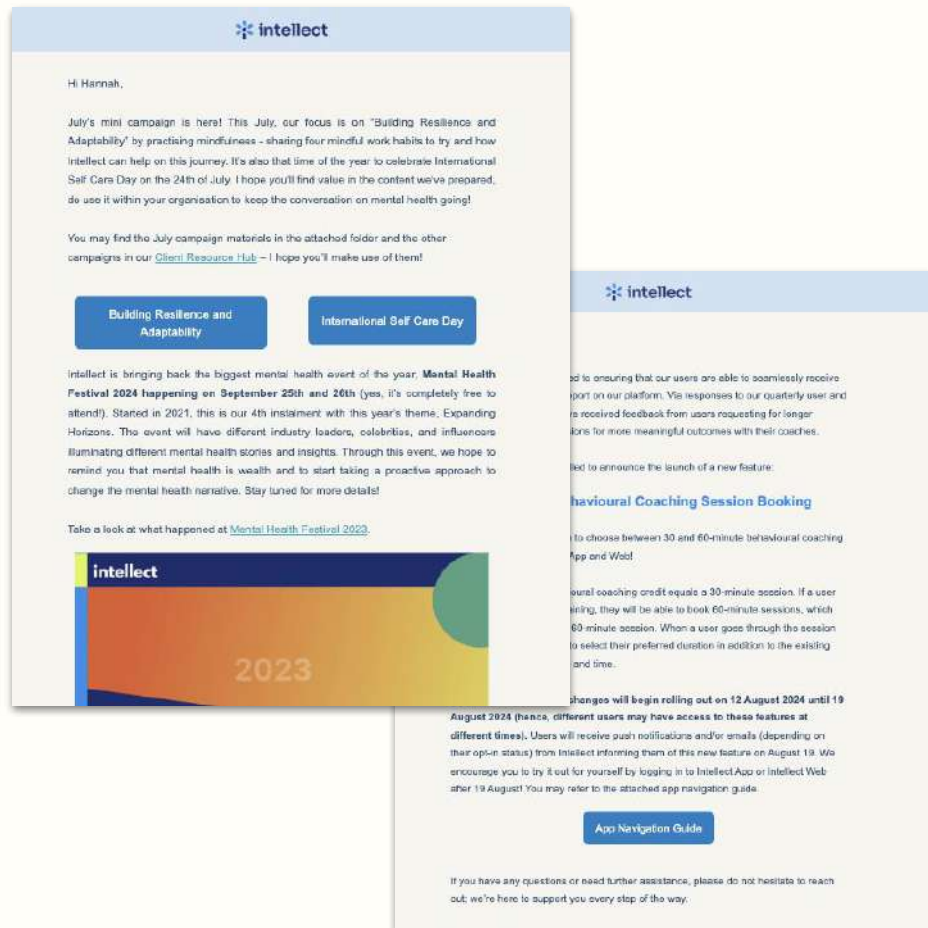 intellect
Hi Hannah,
July's mini campaign is here! This July, our focus is on "Building Resilience and
Adaptability" by practising mindfulness - sharing four mindful work habits to try and how
Intellect can help on this journey. It's also that time of the year to celebrate International
Self Care Day on the 24th of July. I hope you'll find value in the content we've prepared,
do use it within your organisation to keep the conversation on mental health going!
You may find the July campaign materials in the attached folder and the other
campaigns in our Client Resource Hub – I hope you'll make use of them!
Building Resilience and
Adaptability
International Self Care Day
Intellect is bringing back the biggest mental health event of the year, Mental Health
Festival 2024 happening on September 25th and 26th (yes, it's completely free to
attend!). Started in 2021, this is our 4th instalment with this year's theme, Expanding
Horizons. The event will have different industry leaders, celebrities, and influencers
illuminating different mental health stories and insights. Through this event, we hope to
remind you that mental health is wealth and to start taking a proactive approach to
change the mental health narrative. Stay tuned for more details!
Take a look at what happened at Mental Health Festival 2023.
intellect
2023
intellect
ed to ensuring that our users are able to seamlessly receive
port on our platform. Via responses to our quarterly user and
e received feedback from users requesting for longer
ions for more meaningful outcomes with their coaches.
led to announce the launch of a new feature:
havioural Coaching Session Booking
to choose between 30 and 60-minute behavioural coaching
App and Web!
oural coaching credit equals a 30-minute session. If a user
ining, they will be able to book 60-minute sessions, which
60-minute session. When a user goes through the session
to select their preferred duration in addition to the existing
and time.
changes will begin rolling out on 12 August 2024 until 19
August 2024 (hence, different users may have access to these features at
different times). Users will receive push notifications and/or emails (depending on
their opt-in status) from Intellect informing them of this new feature on August 19. We
encourage you to try it out for yourself by logging in to Intellect App or Intellect Web
after 19 August! You may refer to the attached app navigation guide.
App Navigation Guide
If you have any questions or need further assistance, please do not hesitate to reach
out; we're here to support you every step of the way.